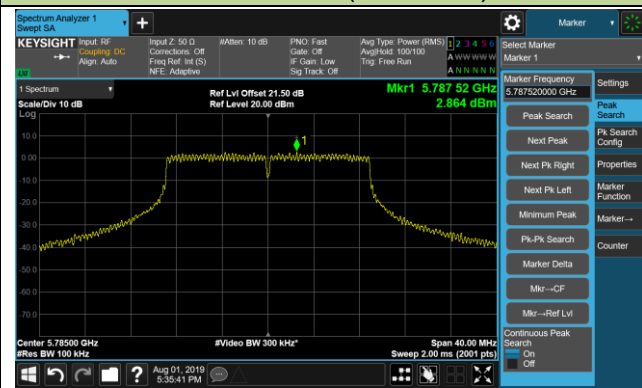 Spectrum Analyzer 1
Swept SA
Marker
KEYSIGHT
Input: RF
Coupling: DC
Align: Auto
Input Z: 50 Ω
Corrections: Off
Freq Ref: Int (S)
NFE: Adaptive
#Atten: 10 dB
PNO: Fast
Gate: Off
IF Gain: Low
Sig Track: Off
Avg Type: Power (RMS)
Avg|Hold: 100/100
Trig: Free Run
1 2 3 4 5 6
A W W W W W
A N N N N N
LXI
Select Marker
Marker 1
1 Spectrum
Scale/Div 10 dB
Log
Ref Lvl Offset 21.50 dB
Ref Level 20.00 dBm
Mkr1 5.787 52 GHz
2.864 dBm
Marker Frequency
5.787520000 GHz
Peak Search
Next Peak
Next Pk Right
Next Pk Left
Minimum Peak
Pk-Pk Search
Marker Delta
Mkr→CF
Mkr→Ref Lvl
Continuous Peak
Search
On
Off
Settings
Peak
Search
Pk Search
Config
Properties
Marker
Function
Marker→
Counter
10.0
0.00
-10.0
-20.0
-30.0
-40.0
-50.0
-60.0
-70.0
1
Center 5.78500 GHz
#Res BW 100 kHz
#Video BW 300 kHz*
Span 40.00 MHz
Sweep 2.00 ms (2001 pts)
?
Aug 01, 2019
5:35:41 PM